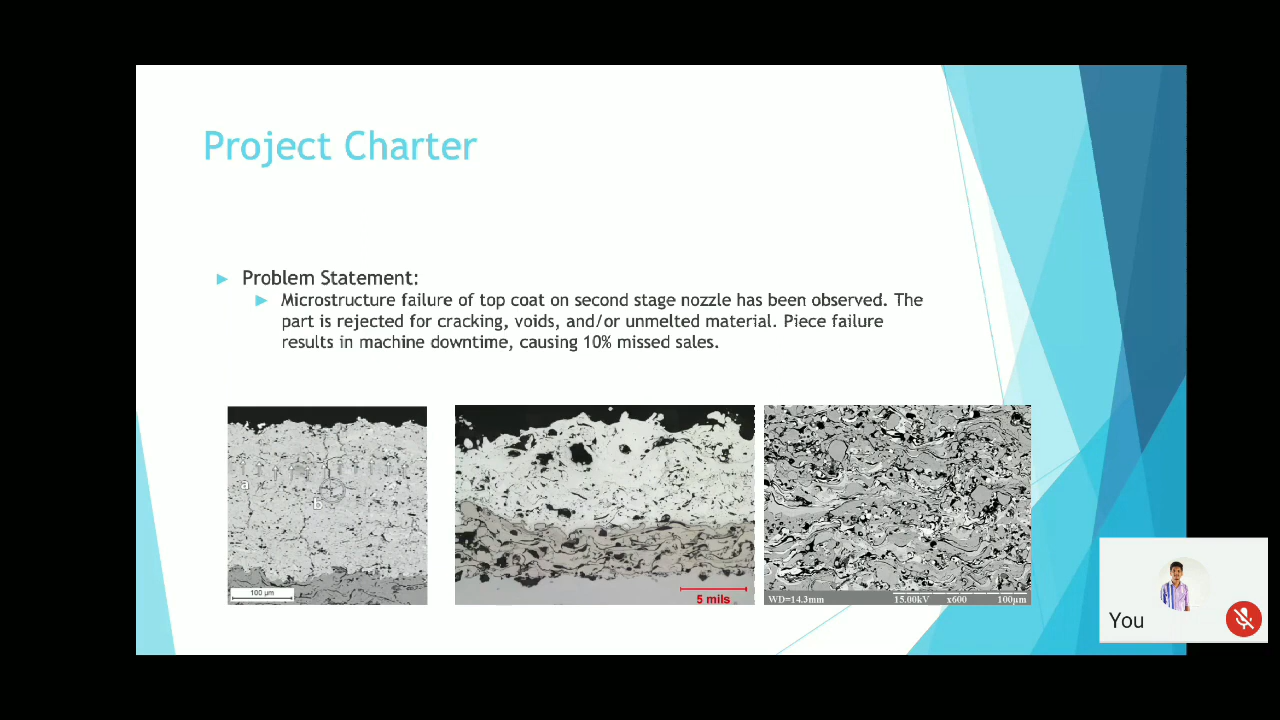 Project Charter
Problem Statement:
Microstructure failure of top coat on second stage nozzle has been observed. The
part is rejected for cracking, voids, and/or unmelted material. Piece failure
results in machine downtime, causing 10% missed sales.
a
b
100 µm
5 mils
WD=14.3mm 15.00kV x600 100µm
You